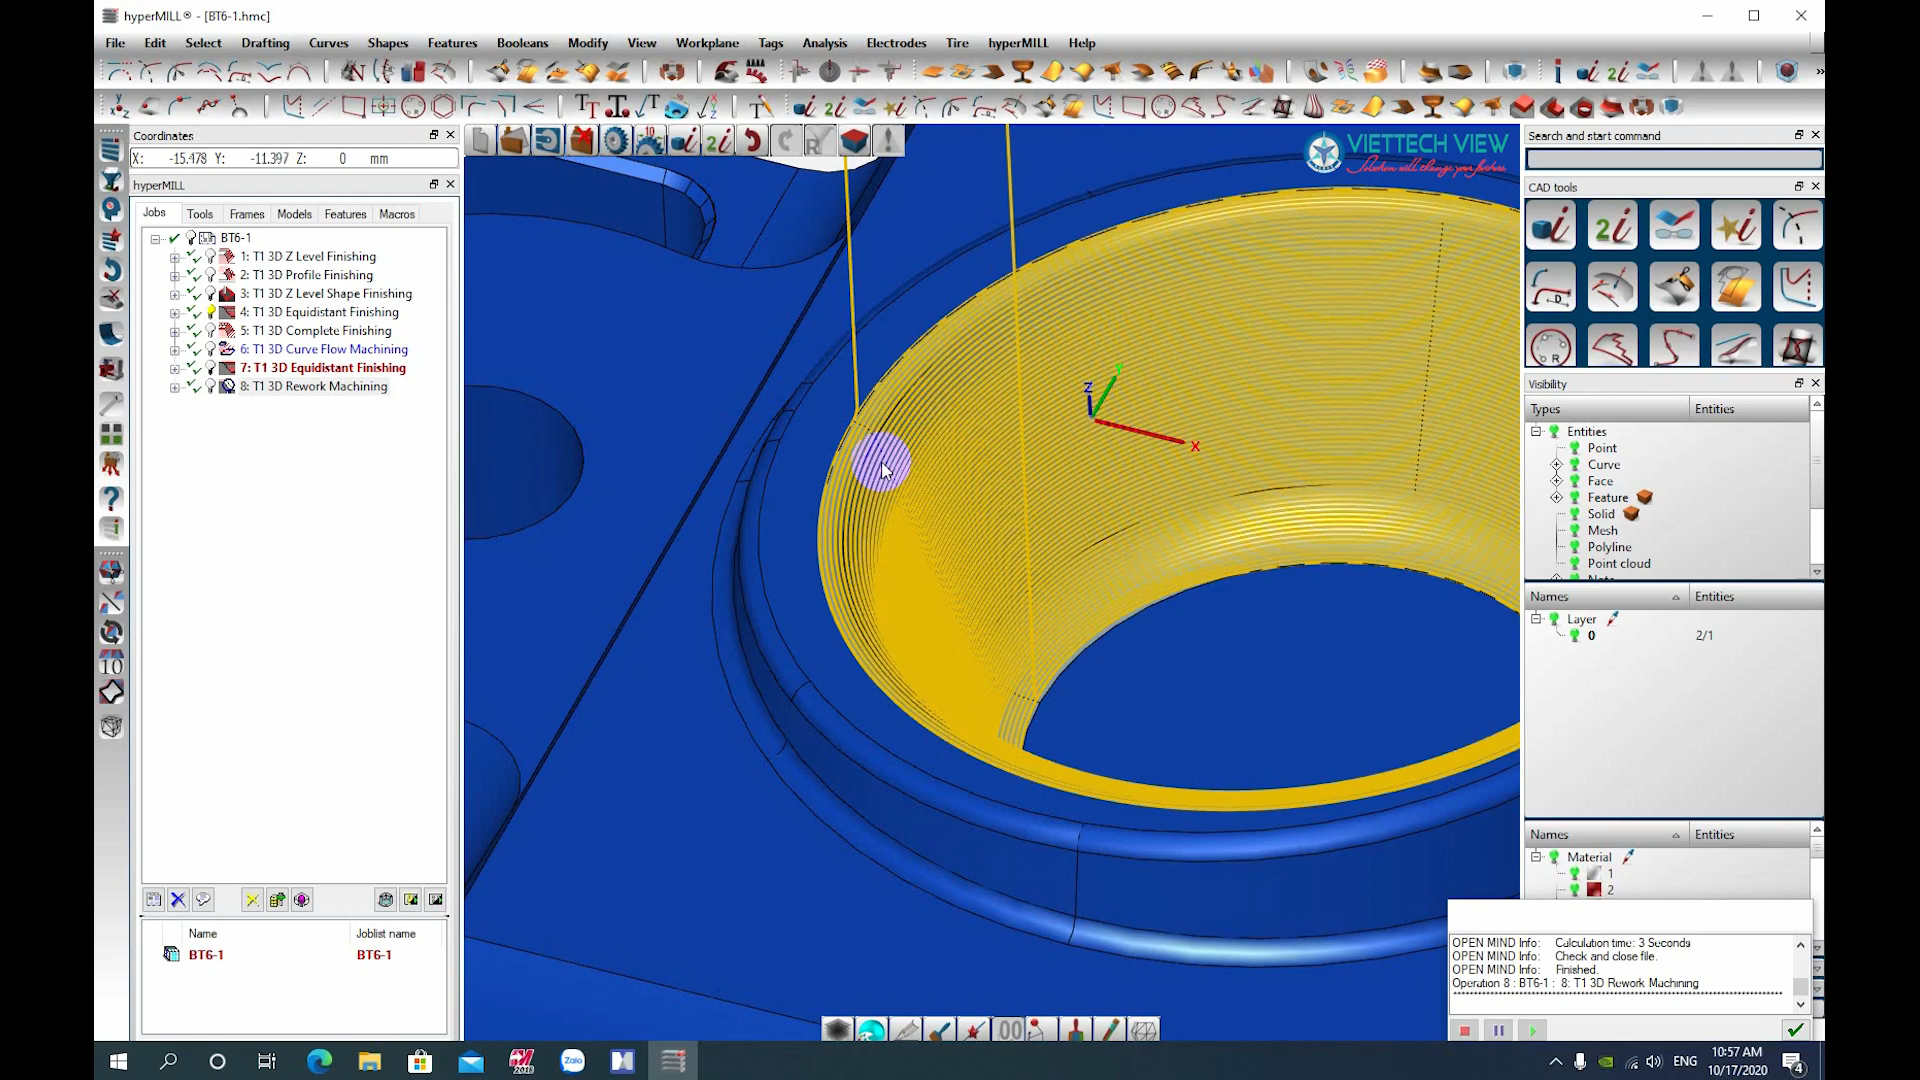 hyperMILL® - [BT6-1.hmc]
File Edit Select Drafting Curves Shapes Features Booleans Modify View Workplane Tags Analysis Electrodes Tire hyperMILL Help
Coordinates
X: -15.478 Y: -11.397 Z: 0 mm
hyperMILL
Jobs Tools Frames Models Features Macros
BT6-1
1: T1 3D Z Level Finishing
2: T1 3D Profile Finishing
3: T1 3D Z Level Shape Finishing
4: T1 3D Equidistant Finishing
5: T1 3D Complete Finishing
6: T1 3D Curve Flow Machining
7: T1 3D Equidistant Finishing
8: T1 3D Rework Machining
Name Joblist name
BT6-1 BT6-1
VIETTECH VIEW
Solution will change your future
Z
Y
X
Search and start command
CAD tools
Visibility
Types Entities
Entities
Point
Curve
Face
Feature
Solid
Mesh
Polyline
Point cloud
Names Entities
Layer
0 2/1
Names Entities
Material
1
2
OPEN MIND Info: Calculation time: 3 Seconds
OPEN MIND Info: Check and close file.
OPEN MIND Info: Finished.
Operation 8 : BT6-1 : 8: T1 3D Rework Machining
2018
Zalo
ENG
10:57 AM
10/17/2020
4